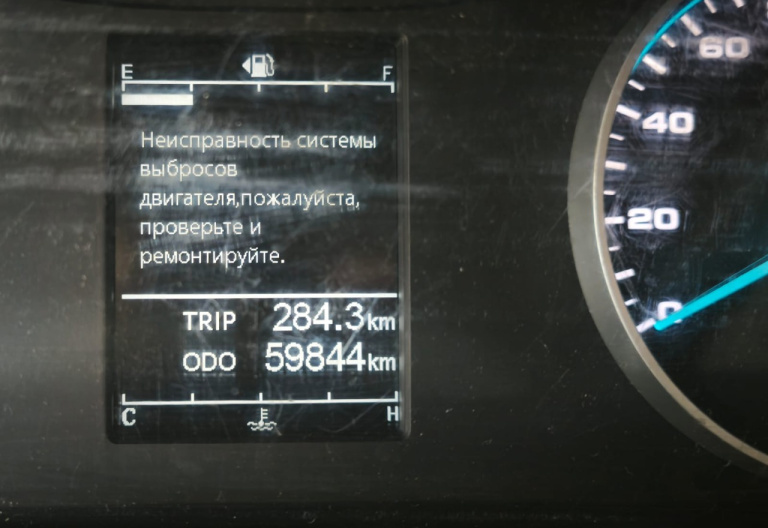 E F
Неисправность системы
выбросов
двигателя,пожалуйста,
проверьте и
ремонтируйте.
TRIP 284.3km
ODO 59844km
C H
60
40
20
0